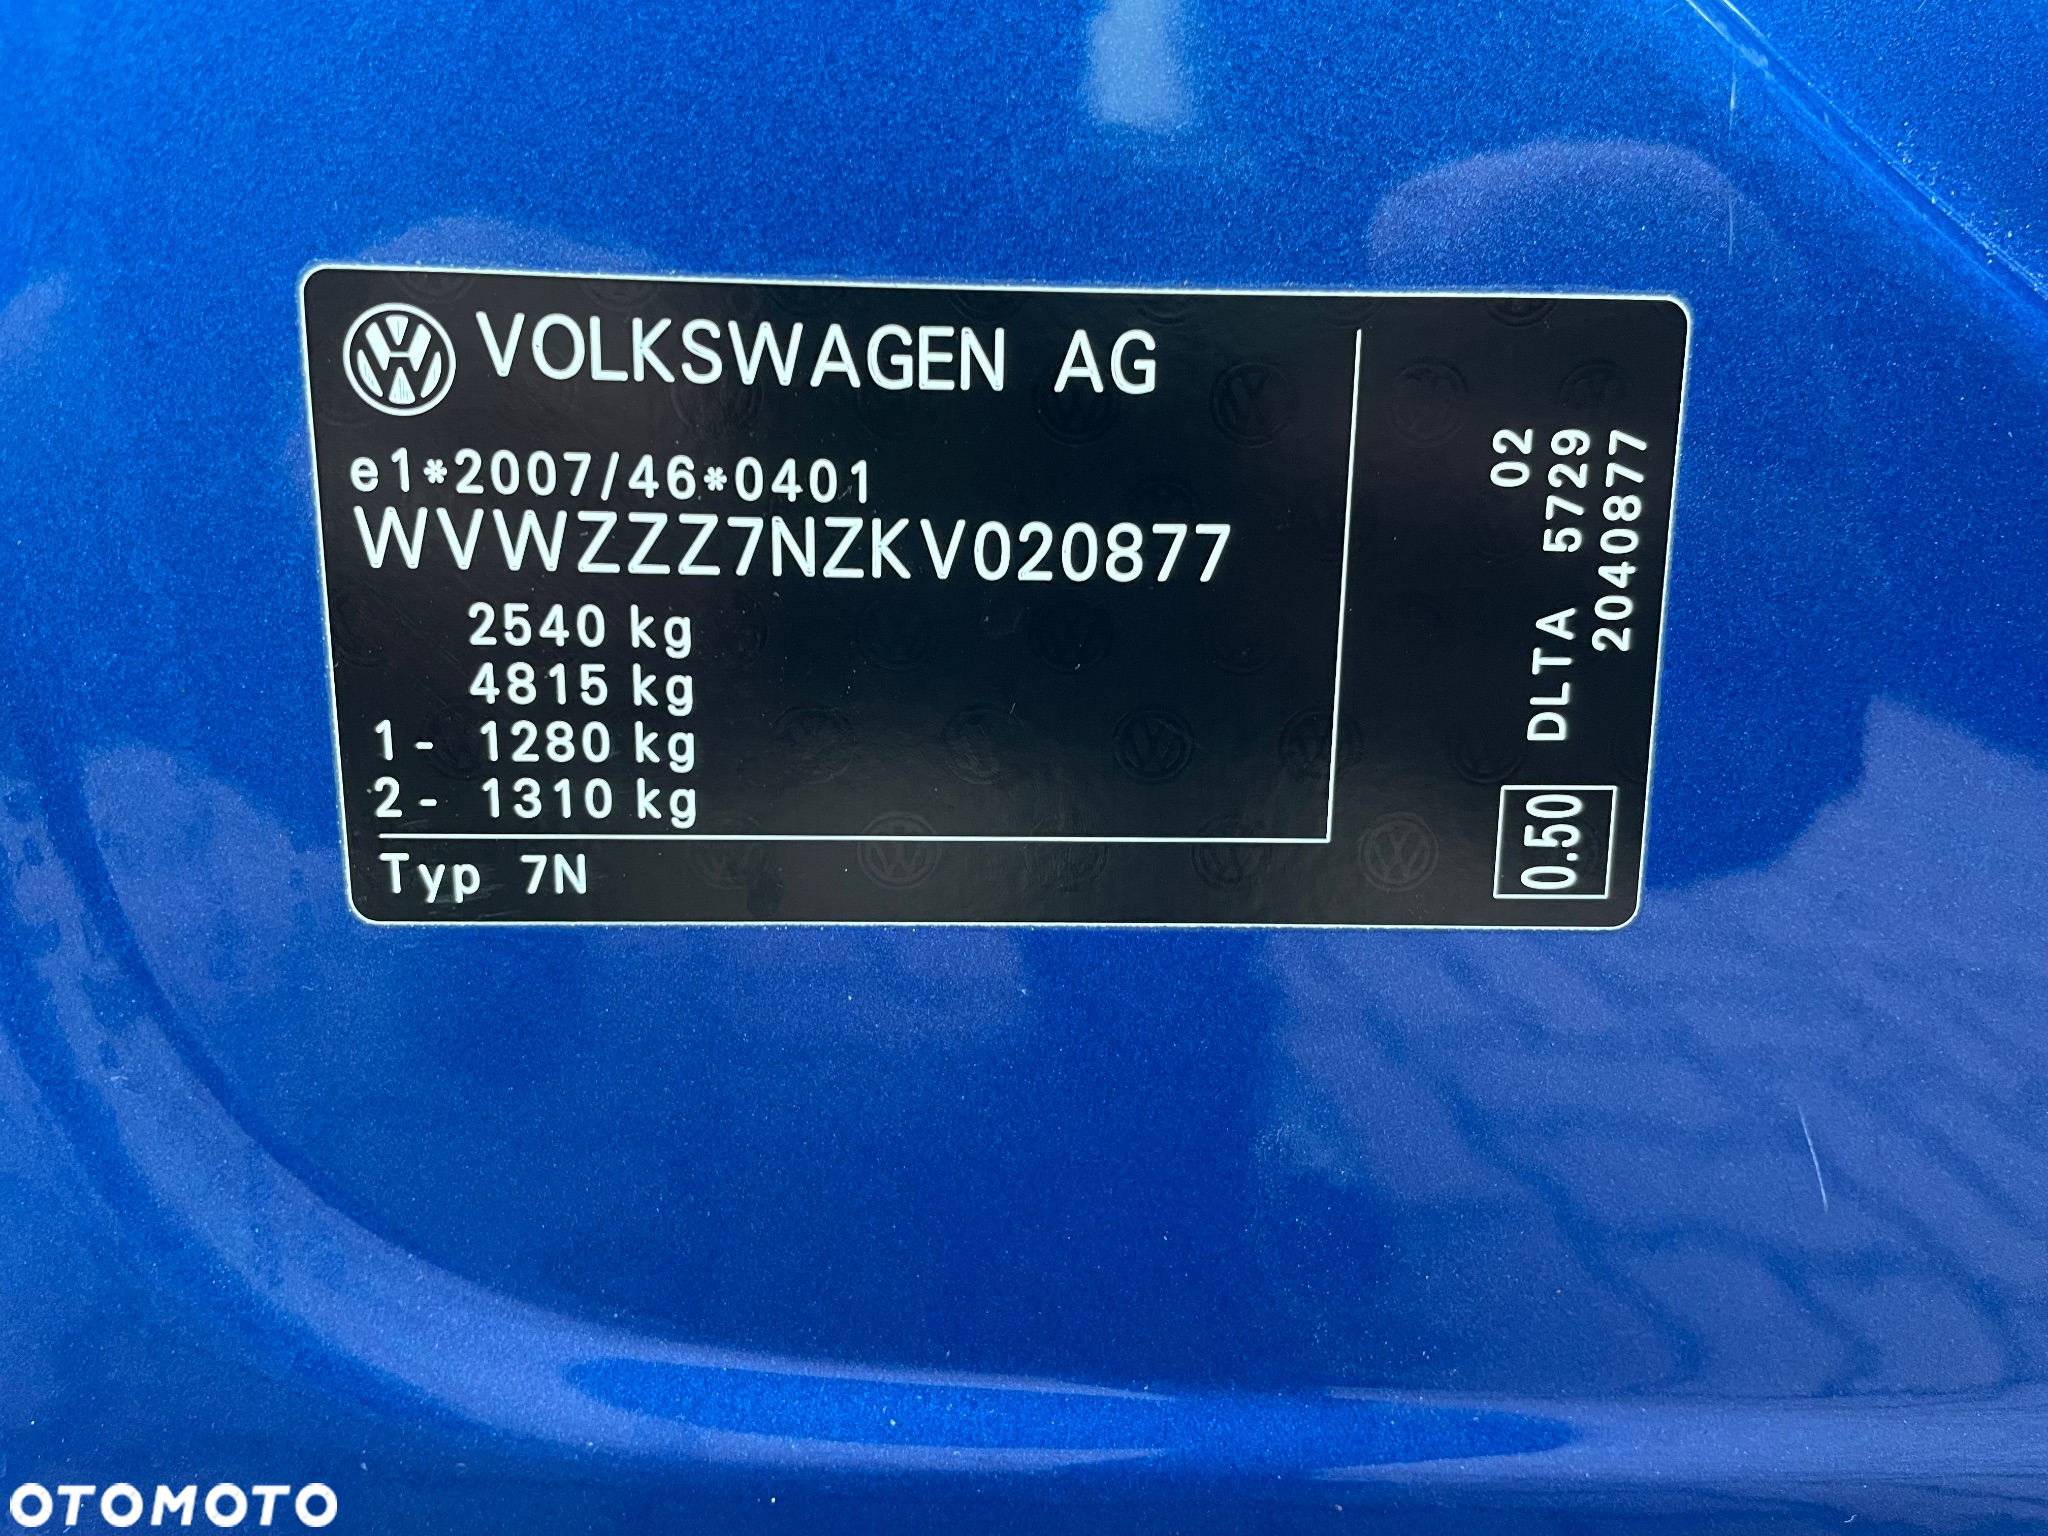 VOLKSWAGEN AG
e1*2007/46*0401
WVWZZZ7NZKV020877
2540 kg
4815 kg
1- 1280 kg
2- 1310 kg
Typ 7N
02
DLTA 5729
2040877
0.50
OTOMOTO